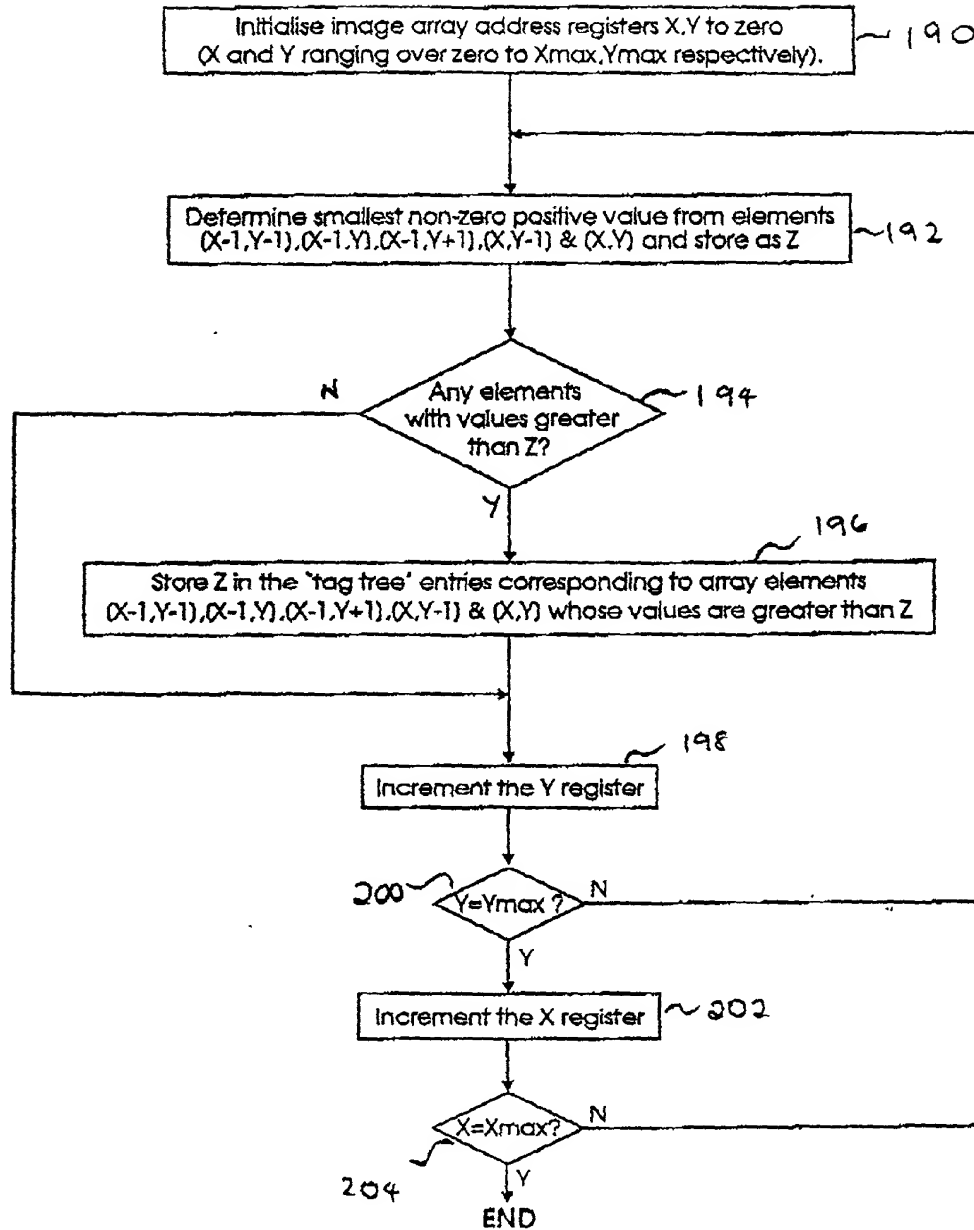 Initialise image array address registers X,Y to zero
(X and Y ranging over zero to Xmax,Ymax respectively).
190
Determine smallest non-zero positive value from elements
(X-1,Y-1),(X-1,Y),(X-1,Y+1),(X,Y-1) & (X,Y) and store as Z
192
N
Any elements
with values greater
than Z?
194
Y
196
Store Z in the 'tag tree' entries corresponding to array elements
(X-1,Y-1),(X-1,Y),(X-1,Y+1),(X,Y-1) & (X,Y) whose values are greater than Z
198
Increment the Y register
200
Y=Ymax ?
N
Y
Increment the X register
202
X=Xmax?
N
204
Y
END